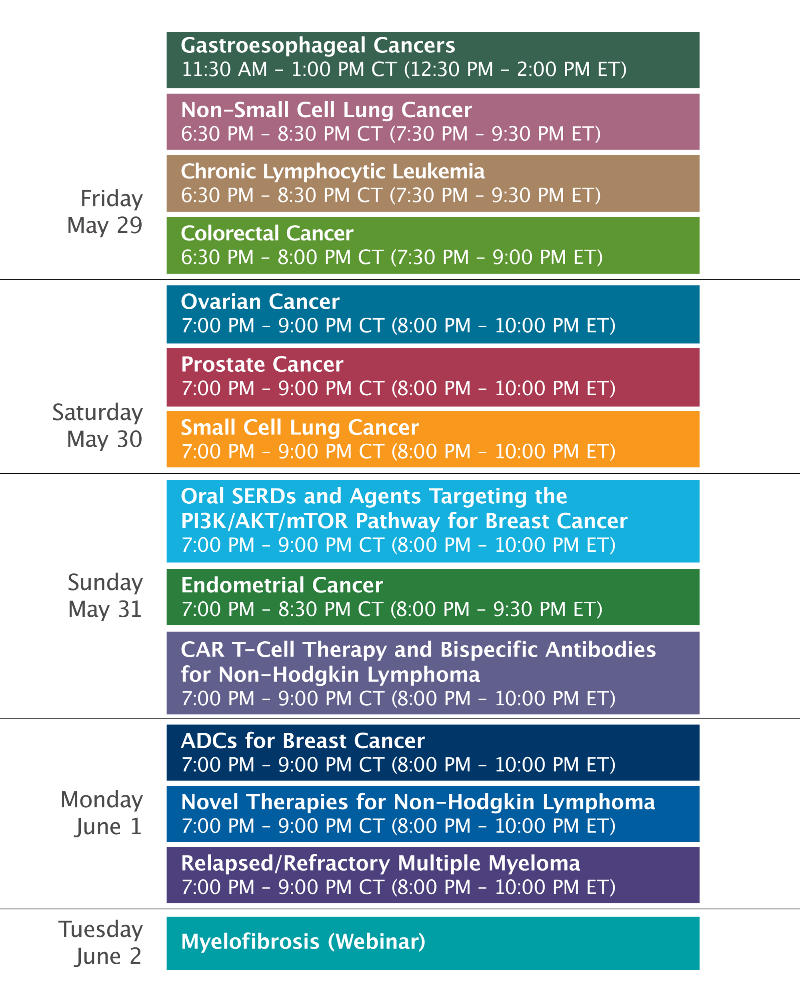 Friday
May 29
Gastroesophageal Cancers
11:30 AM – 1:00 PM CT (12:30 PM – 2:00 PM ET)
Non-Small Cell Lung Cancer
6:30 PM – 8:30 PM CT (7:30 PM – 9:30 PM ET)
Chronic Lymphocytic Leukemia
6:30 PM – 8:30 PM CT (7:30 PM – 9:30 PM ET)
Colorectal Cancer
6:30 PM – 8:00 PM CT (7:30 PM – 9:00 PM ET)
Saturday
May 30
Ovarian Cancer
7:00 PM – 9:00 PM CT (8:00 PM – 10:00 PM ET)
Prostate Cancer
7:00 PM – 9:00 PM CT (8:00 PM – 10:00 PM ET)
Small Cell Lung Cancer
7:00 PM – 9:00 PM CT (8:00 PM – 10:00 PM ET)
Sunday
May 31
Oral SERDs and Agents Targeting the
PI3K/AKT/mTOR Pathway for Breast Cancer
7:00 PM – 9:00 PM CT (8:00 PM – 10:00 PM ET)
Endometrial Cancer
7:00 PM – 8:30 PM CT (8:00 PM – 9:30 PM ET)
CAR T-Cell Therapy and Bispecific Antibodies
for Non-Hodgkin Lymphoma
7:00 PM – 9:00 PM CT (8:00 PM – 10:00 PM ET)
Monday
June 1
ADCs for Breast Cancer
7:00 PM – 9:00 PM CT (8:00 PM – 10:00 PM ET)
Novel Therapies for Non-Hodgkin Lymphoma
7:00 PM – 9:00 PM CT (8:00 PM – 10:00 PM ET)
Relapsed/Refractory Multiple Myeloma
7:00 PM – 9:00 PM CT (8:00 PM – 10:00 PM ET)
Tuesday
June 2
Myelofibrosis (Webinar)